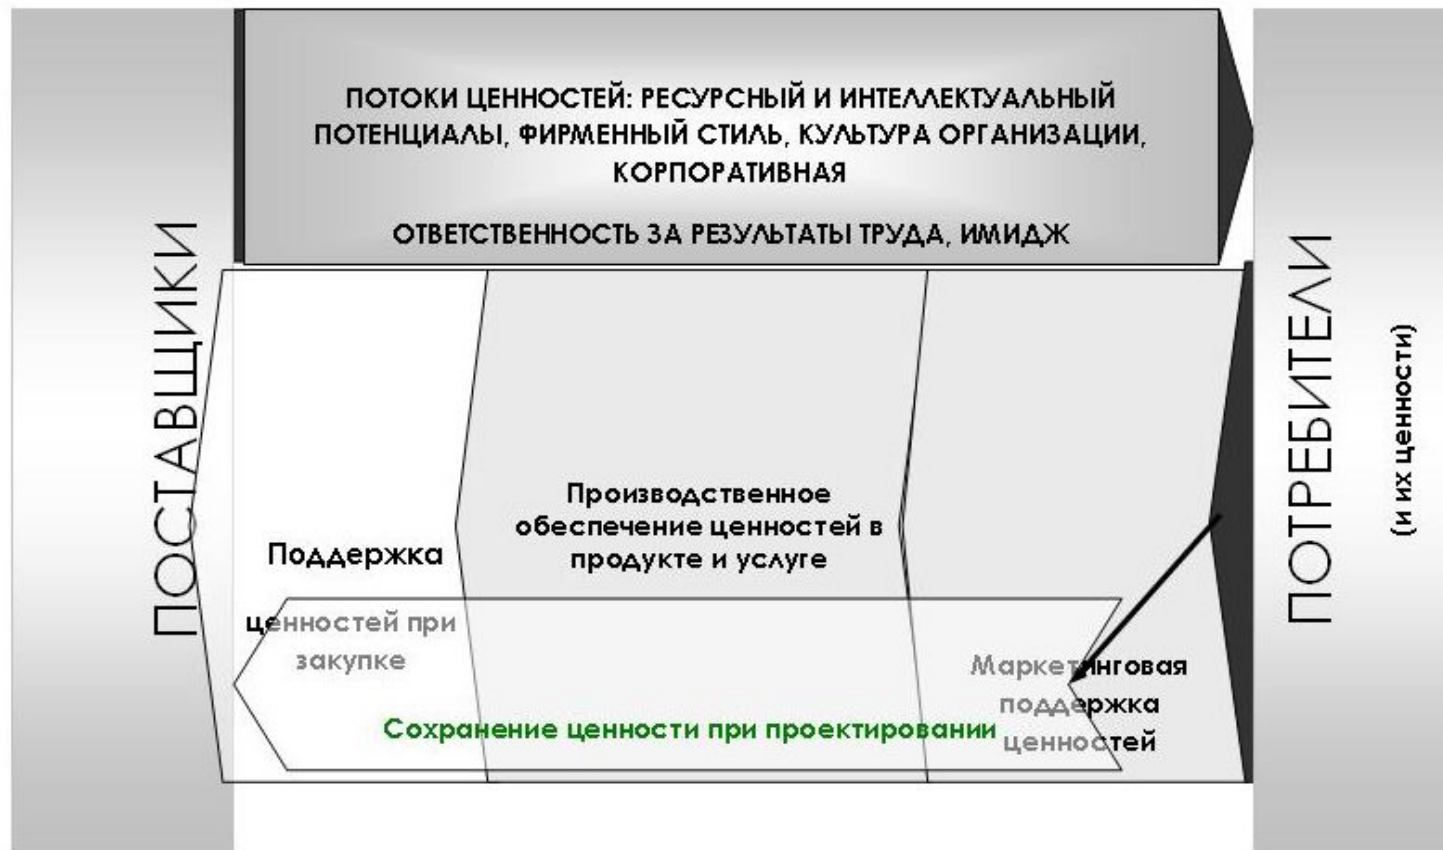 ПОТОКИ ЦЕННОСТЕЙ: РЕСУРСНЫЙ И ИНТЕЛЛЕКТУАЛЬНЫЙ
ПОТЕНЦИАЛЫ, ФИРМЕННЫЙ СТИЛЬ, КУЛЬТУРА ОРГАНИЗАЦИИ,
КОРПОРАТИВНАЯ
ОТВЕТСТВЕННОСТЬ ЗА РЕЗУЛЬТАТЫ ТРУДА, ИМИДЖ
ПОСТАВЩИКИ
Поддержка
ценностей при
закупке
Производственное
обеспечение ценностей в
продукте и услуге
Маркетинговая
поддержка
ценностей
Сохранение ценности при проектировании
ПОТРЕБИТЕЛИ
(и их ценности)